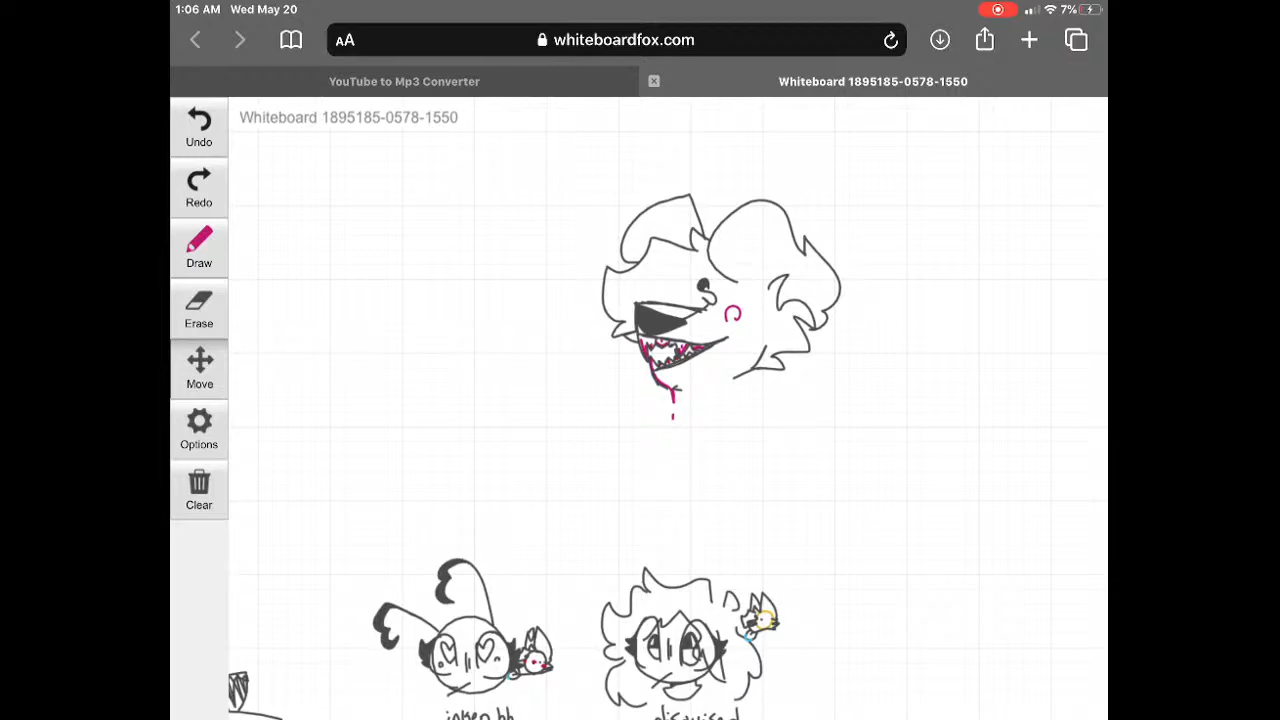 1:06 AM Wed May 20
7%
AA
whiteboardfox.com
YouTube to Mp3 Converter
Whiteboard 1895185-0578-1550
Whiteboard 1895185-0578-1550
Undo
Redo
Draw
Erase
Move
Options
Clear